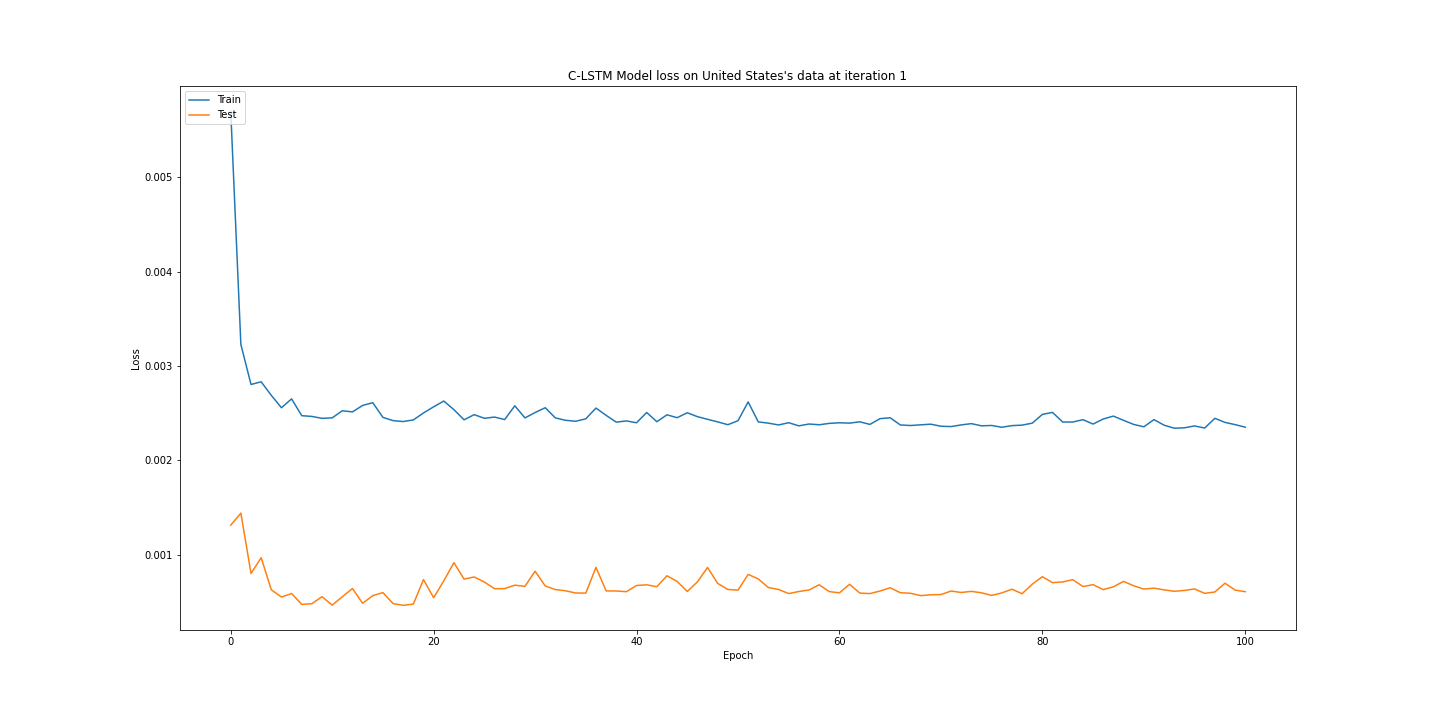 C-LSTM Model loss on United States's data at iteration 1
Train
Test
0.005
0.004
0.003
0.002
0.001
Loss
0 20 40 60 80 100
Epoch